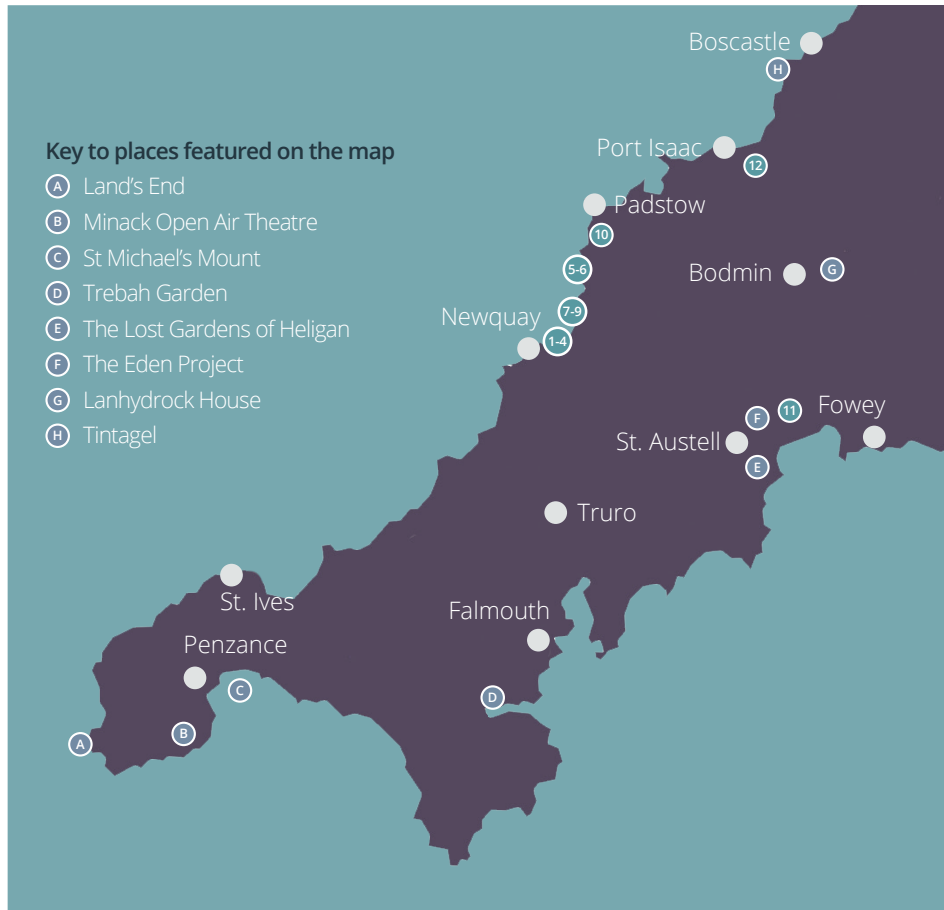 Boscastle
H
Key to places featured on the map
Port Isaac
12
A Land's End
Padstow
B Minack Open Air Theatre
10
C St Michael's Mount
5-6
Bodmin
G
D Trebah Garden
7-9
Newquay
E The Lost Gardens of Heligan
1-4
F The Eden Project
G Lanhydrock House
11
Fowey
F
H Tintagel
St. Austell
E
Truro
St. Ives
Falmouth
Penzance
C
D
B
A